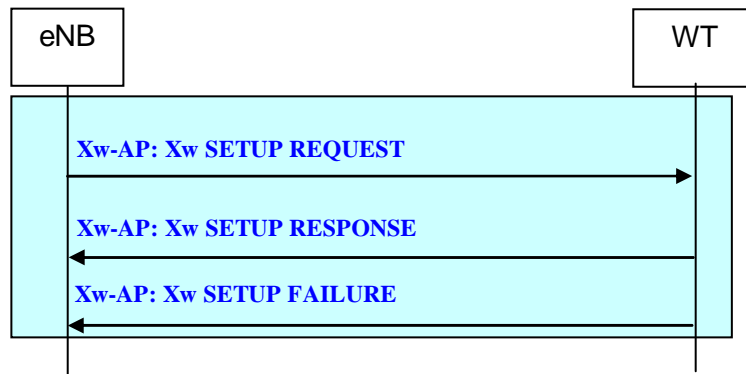 eNB
WT
Xw-AP: Xw SETUP REQUEST
Xw-AP: Xw SETUP RESPONSE
Xw-AP: Xw SETUP FAILURE